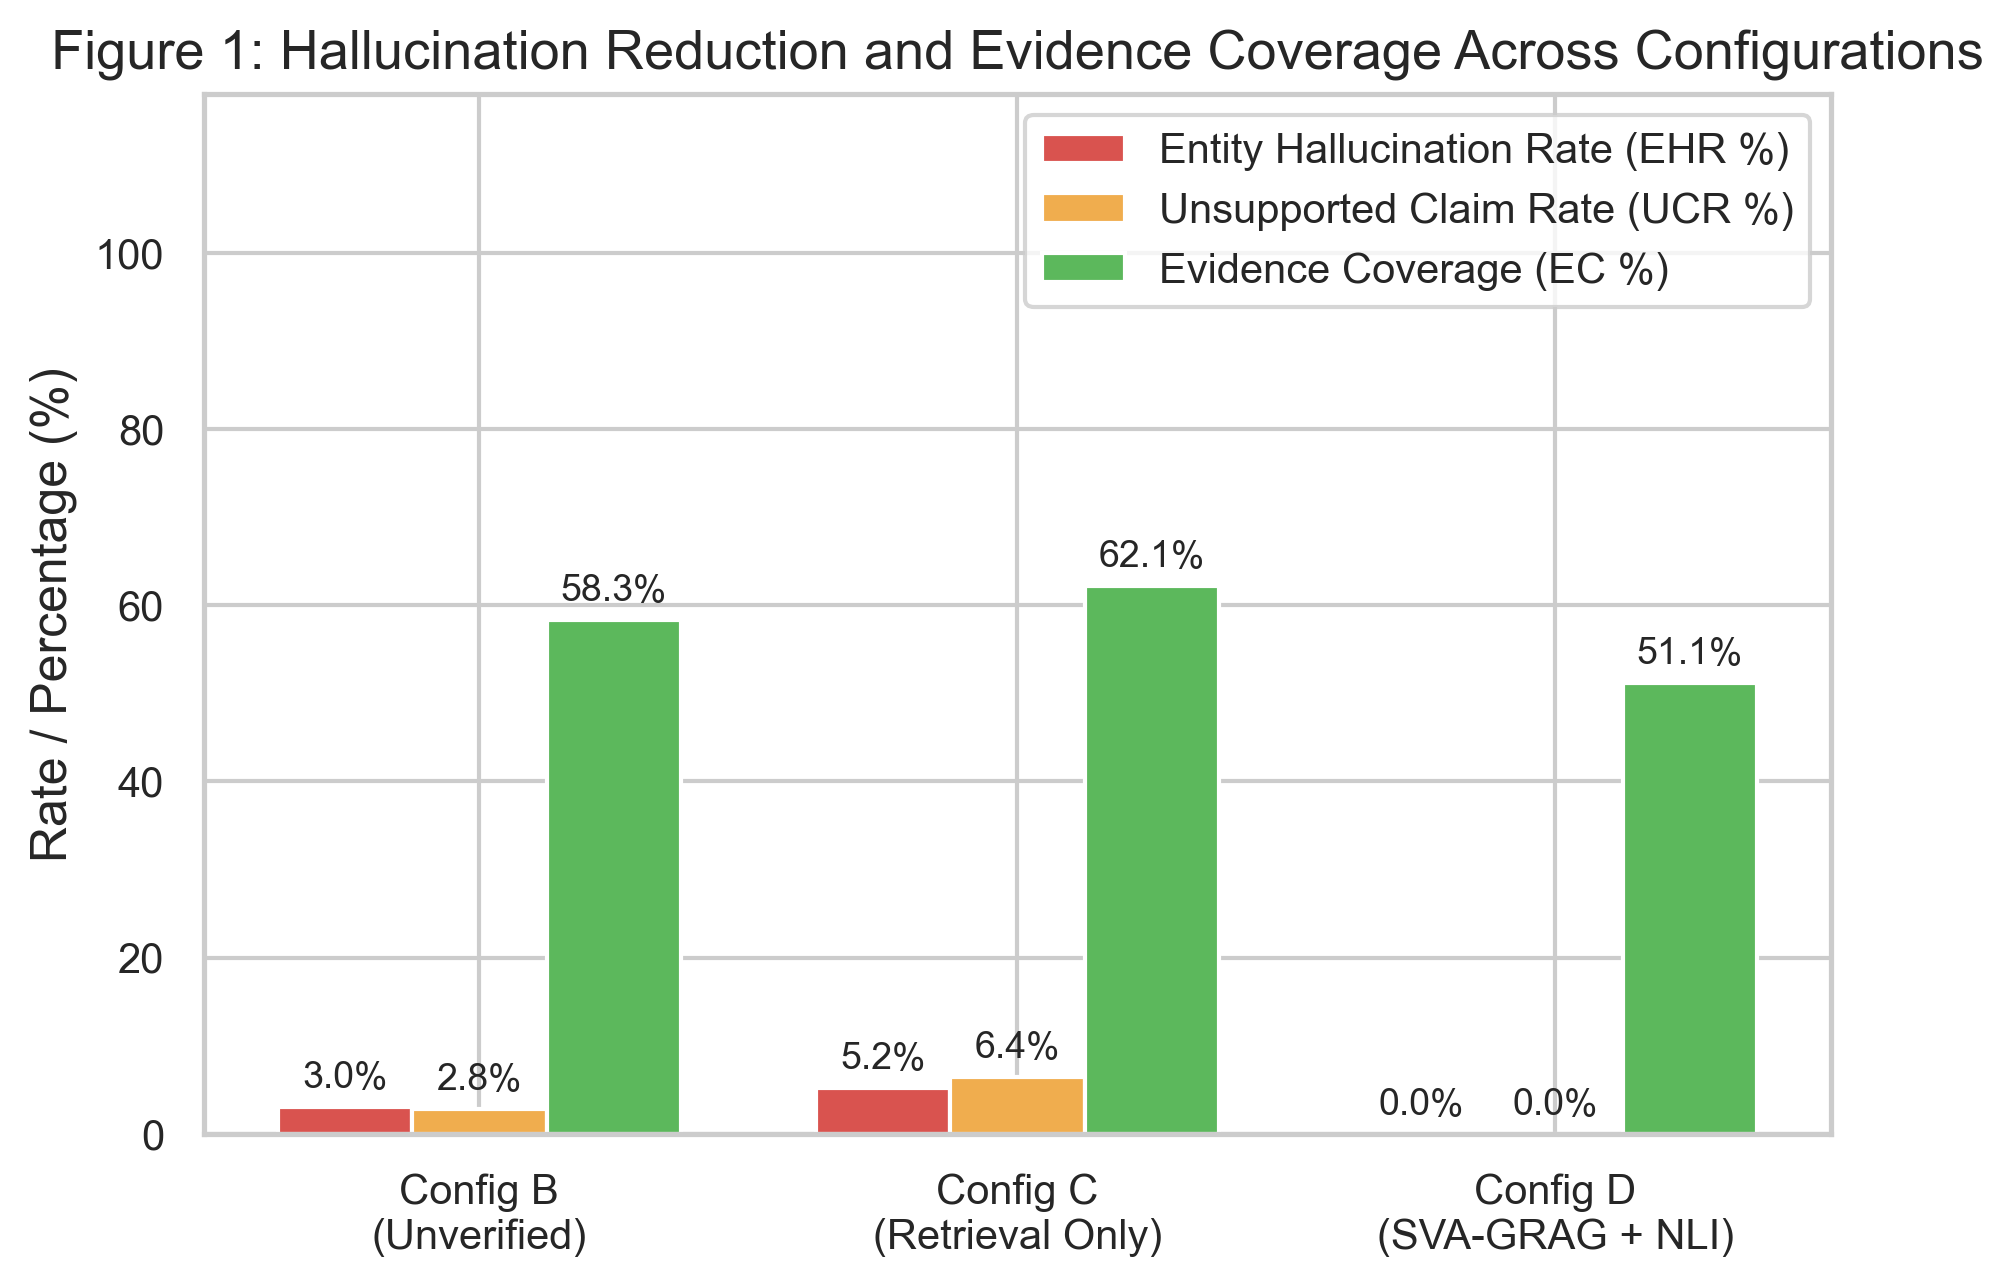 Figure 1: Hallucination Reduction and Evidence Coverage Across Configurations
Entity Hallucination Rate (EHR %)
Unsupported Claim Rate (UCR %)
Evidence Coverage (EC %)
Rate / Percentage (%)
100
80
60
40
20
0
3.0%
2.8%
58.3%
5.2%
6.4%
62.1%
0.0%
0.0%
51.1%
Config B
(Unverified)
Config C
(Retrieval Only)
Config D
(SVA-GRAG + NLI)